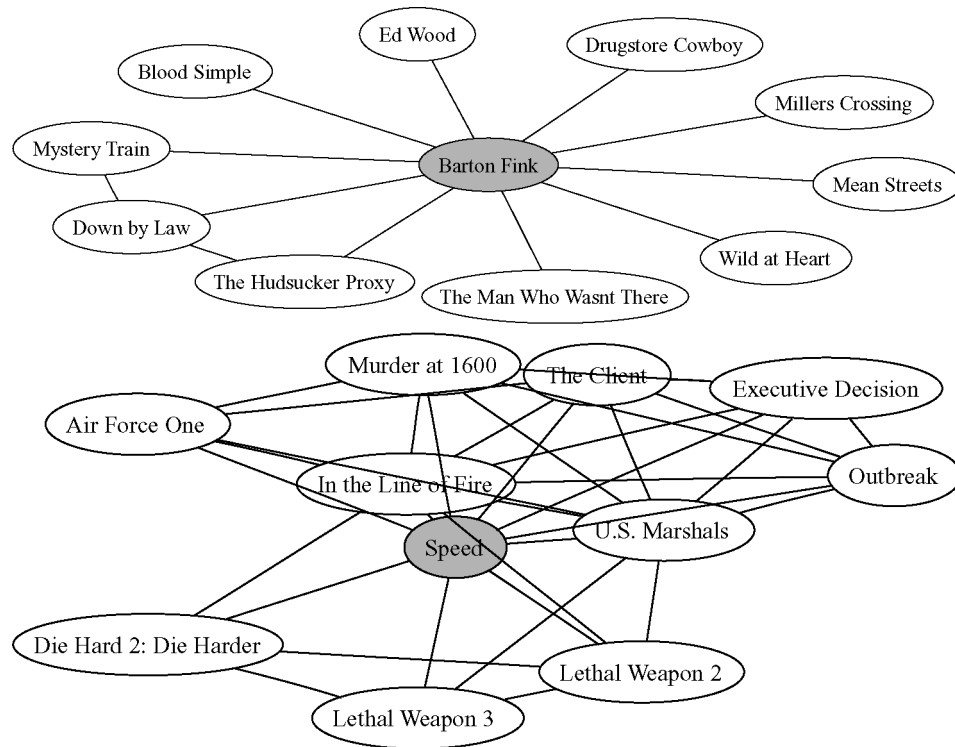 Ed Wood
Drugstore Cowboy
Blood Simple
Millers Crossing
Mystery Train
Barton Fink
Mean Streets
Down by Law
Wild at Heart
The Hudsucker Proxy
The Man Who Wasnt There
Murder at 1600
The Client
Executive Decision
Air Force One
In the Line of Fire
Outbreak
U.S. Marshals
Speed
Die Hard 2: Die Harder
Lethal Weapon 2
Lethal Weapon 3